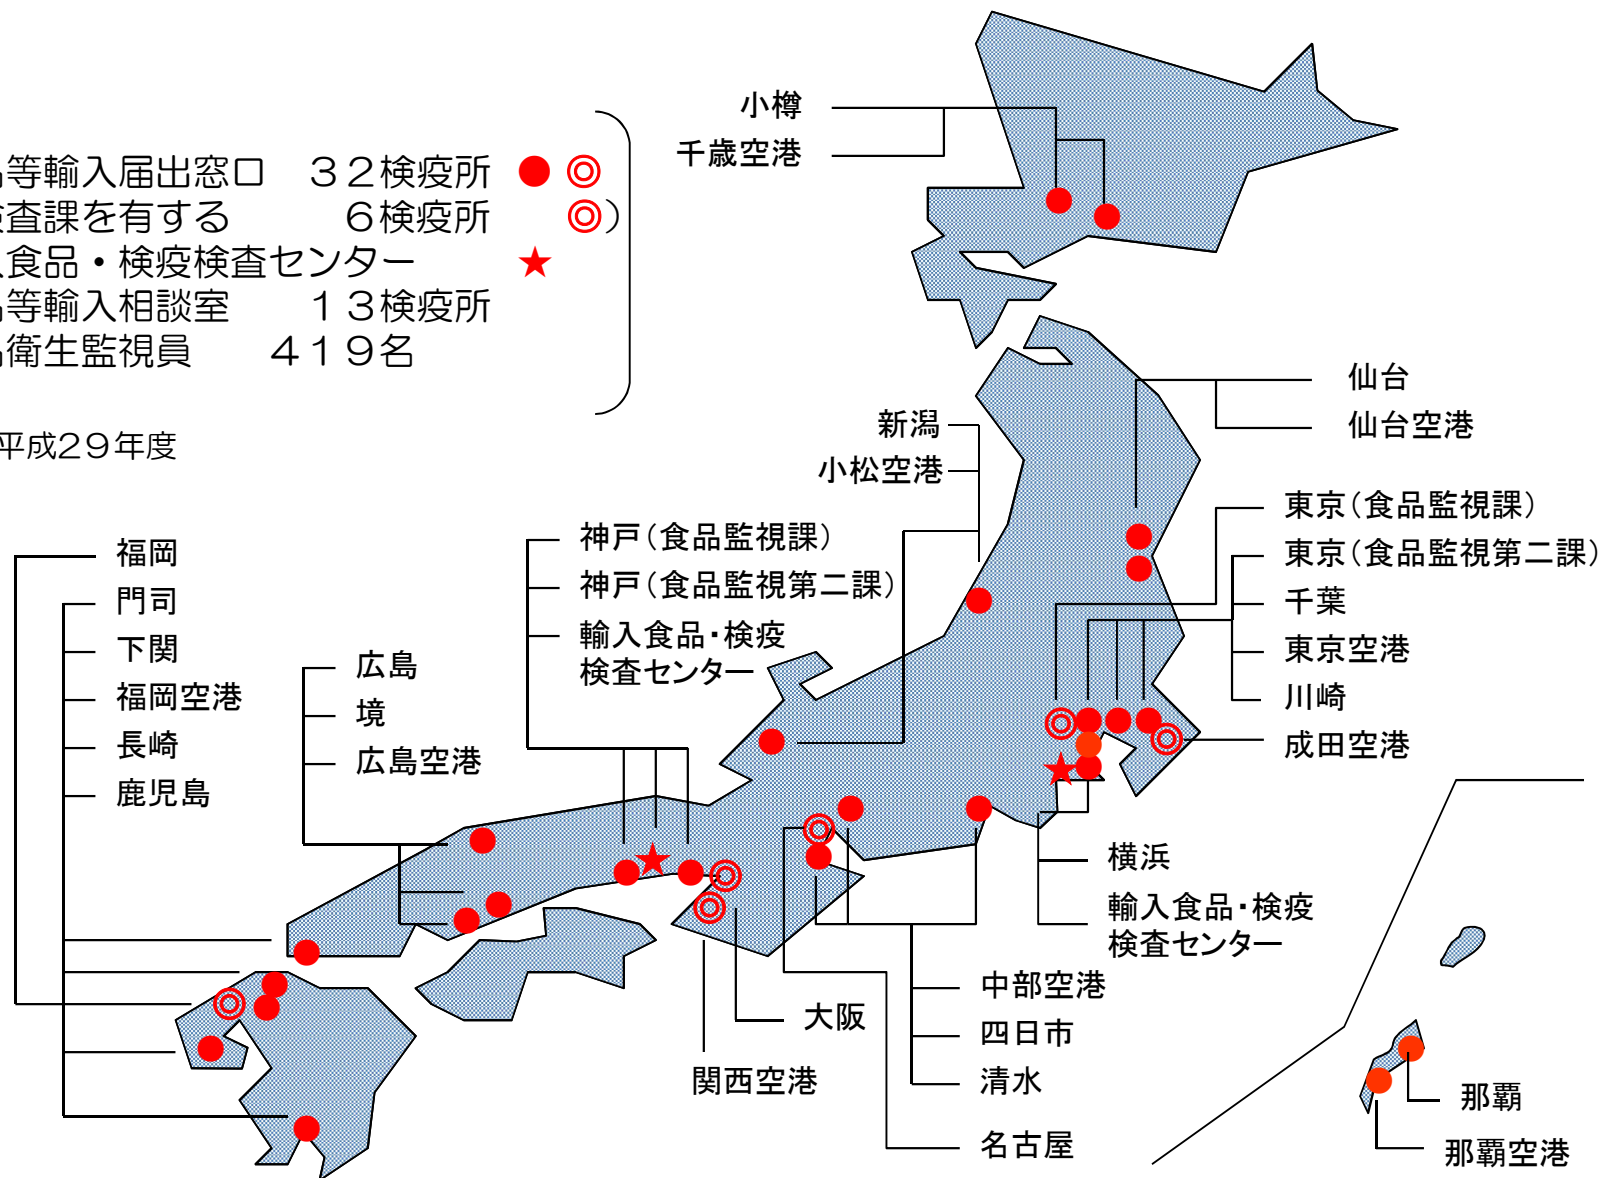 品等輸入届出窓口　３２検疫所 ● ◎
検査課を有する　６検疫所　◎）
入食品・検疫検査センター　★
品等輸入相談室　１３検疫所
品衛生監視員　４１９名
平成２９年度
小樽
千歳空港
仙台
仙台空港
新潟
小松空港
東京（食品監視課）
東京（食品監視第二課）
千葉
東京空港
川崎
成田空港
神戸（食品監視課）
神戸（食品監視第二課）
輸入食品・検疫
検査センター
福岡
門司
下関
福岡空港
長崎
鹿児島
広島
境
広島空港
横浜
輸入食品・検疫
検査センター
中部空港
四日市
清水
名古屋
大阪
関西空港
那覇
那覇空港